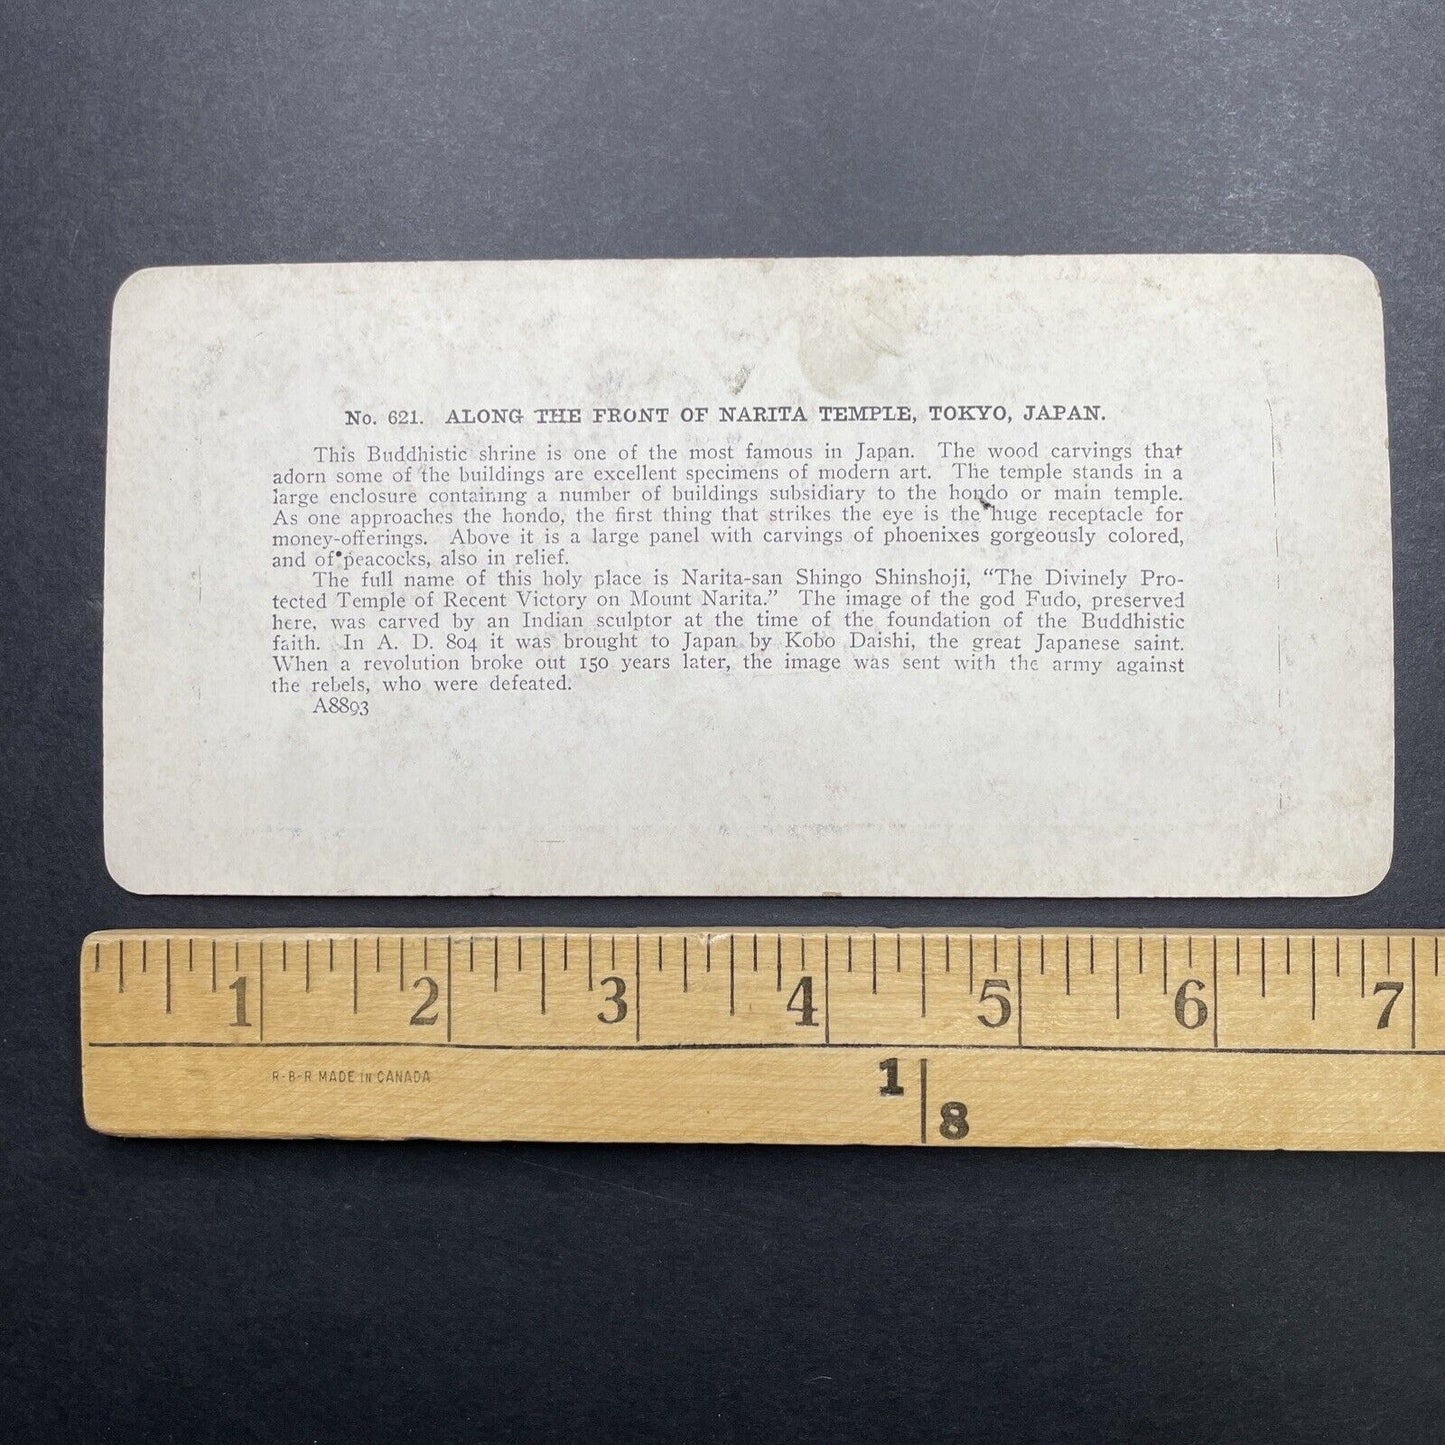 No. 621. ALONG THE FRONT OF NARITA TEMPLE, TOKYO, JAPAN.
This Buddhistic shrine is one of the most famous in Japan. The wood carvings that
adorn some of the buildings are excellent specimens of modern art. The temple stands in a
large enclosure containing a number of buildings subsidiary to the hondo or main temple.
As one approaches the hondo, the first thing that strikes the eye is the huge receptacle for
money-offerings. Above it is a large panel with carvings of phoenixes gorgeously colored,
and of peacocks, also in relief.
The full name of this holy place is Narita-san Shingo Shinshoji, “The Divinely Pro-
tected Temple of Recent Victory on Mount Narita.” The image of the god Fudo, preserved
here, was carved by an Indian sculptor at the time of the foundation of the Buddhistic
faith. In A. D. 804 it was brought to Japan by Kobo Daishi, the great Japanese saint.
When a revolution broke out 150 years later, the image was sent with the army against
the rebels, who were defeated.
A8893
1 2 3 4 5 6 7
R-B-R MADE IN CANADA
1
8